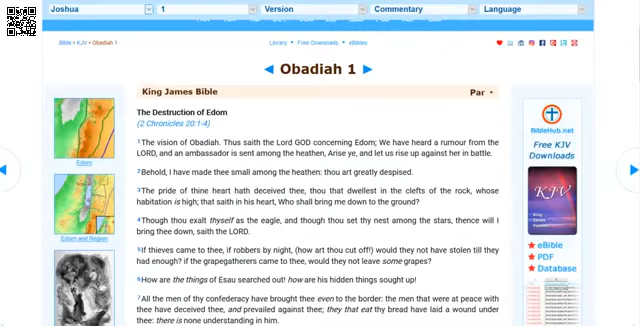 Joshua 1 Version Commentary Language
Bible > KJV > Obadiah 1
Library • Free Downloads • eBibles
◄ Obadiah 1 ►
King James Bible Par ▾
The Destruction of Edom
(2 Chronicles 20:1-4)
1The vision of Obadiah. Thus saith the Lord GOD concerning Edom; We have heard a rumour from the
LORD, and an ambassador is sent among the heathen, Arise ye, and let us rise up against her in battle.
2Behold, I have made thee small among the heathen: thou art greatly despised.
3The pride of thine heart hath deceived thee, thou that dwellest in the clefts of the rock, whose
habitation is high; that saith in his heart, Who shall bring me down to the ground?
4Though thou exalt thyself as the eagle, and though thou set thy nest among the stars, thence will I
bring thee down, saith the LORD.
5If thieves came to thee, if robbers by night, (how art thou cut off!) would they not have stolen till they
had enough? if the grapegatherers came to thee, would they not leave some grapes?
6How are the things of Esau searched out! how are his hidden things sought up!
7All the men of thy confederacy have brought thee even to the border: the men that were at peace with
thee have deceived thee, and prevailed against thee; they that eat thy bread have laid a wound under
thee: there is none understanding in him.
Edom
Edom and Region
BibleHub.net
Free KJV
Downloads
KJV
eBible
PDF
Database